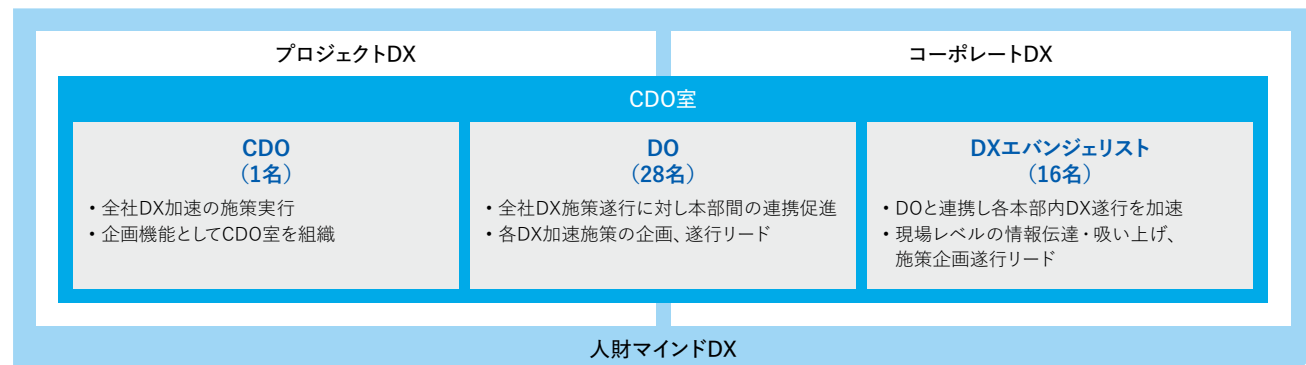 プロジェクトDX
コーポレートDX
CDO室
CDO
（1名）
・全社DX加速の施策実行
・企画機能としてCDO室を組織
DO
（28名）
・全社DX施策遂行に対し本部間の連携促進
・各DX加速施策の企画、遂行リード
DXエバンジェリスト
（16名）
・DOと連携し各本部内DX遂行を加速
・現場レベルの情報伝達・吸い上げ、
施策企画遂行リード
人財マインドDX